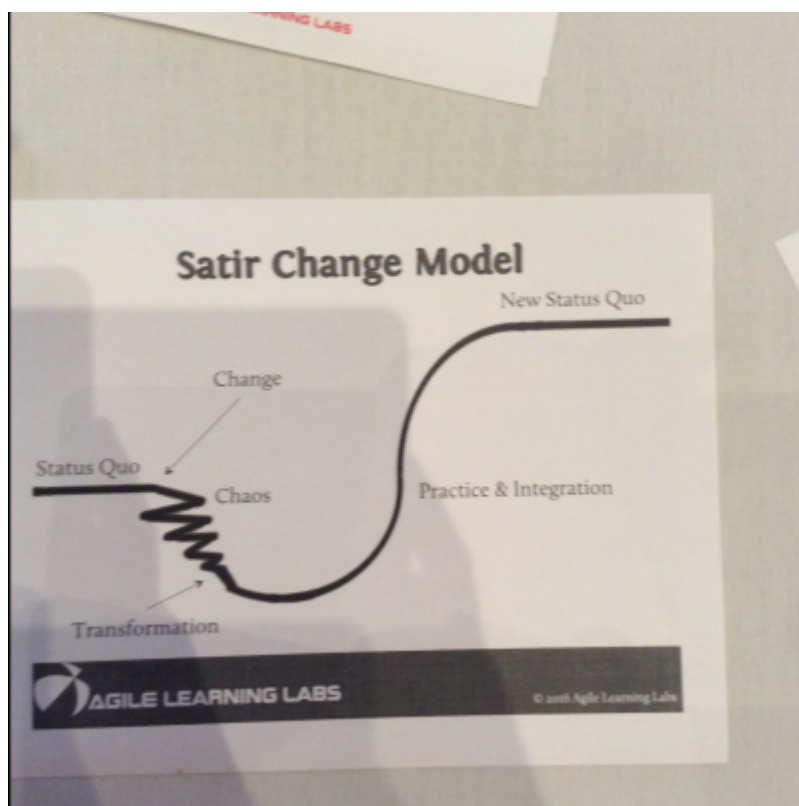 LABS
Satir Change Model
New Status Quo
Change
Status Quo
Chaos
Practice & Integration
Transformation
AGILE LEARNING LABS
© 2016 Agile Learning Labs